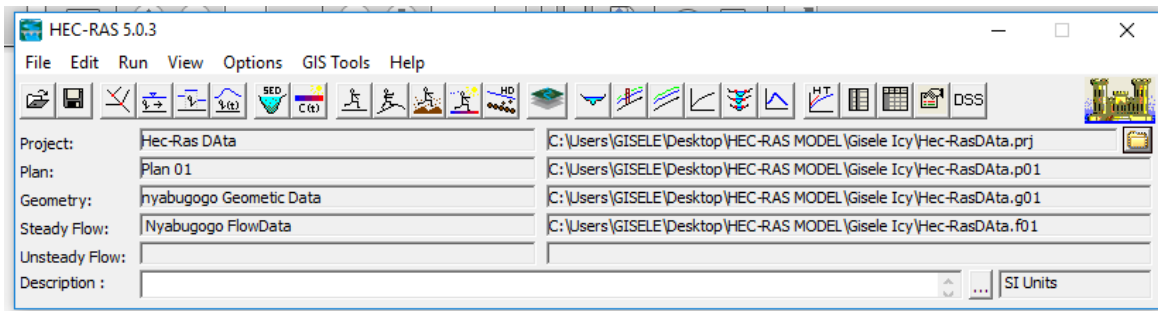 HEC-RAS 5.0.3
File Edit Run View Options GIS Tools Help
SED C(t) HD HT DSS
Project: Hec-Ras DAta C:\Users\GISELE\Desktop\HEC-RAS MODEL\Gisele Icy\Hec-RasDAta.prj
Plan: Plan 01 C:\Users\GISELE\Desktop\HEC-RAS MODEL\Gisele Icy\Hec-RasDAta.p01
Geometry: nyabugogo Geometic Data C:\Users\GISELE\Desktop\HEC-RAS MODEL\Gisele Icy\Hec-RasDAta.g01
Steady Flow: Nyabugogo FlowData C:\Users\GISELE\Desktop\HEC-RAS MODEL\Gisele Icy\Hec-RasDAta.f01
Unsteady Flow:
Description : ... SI Units